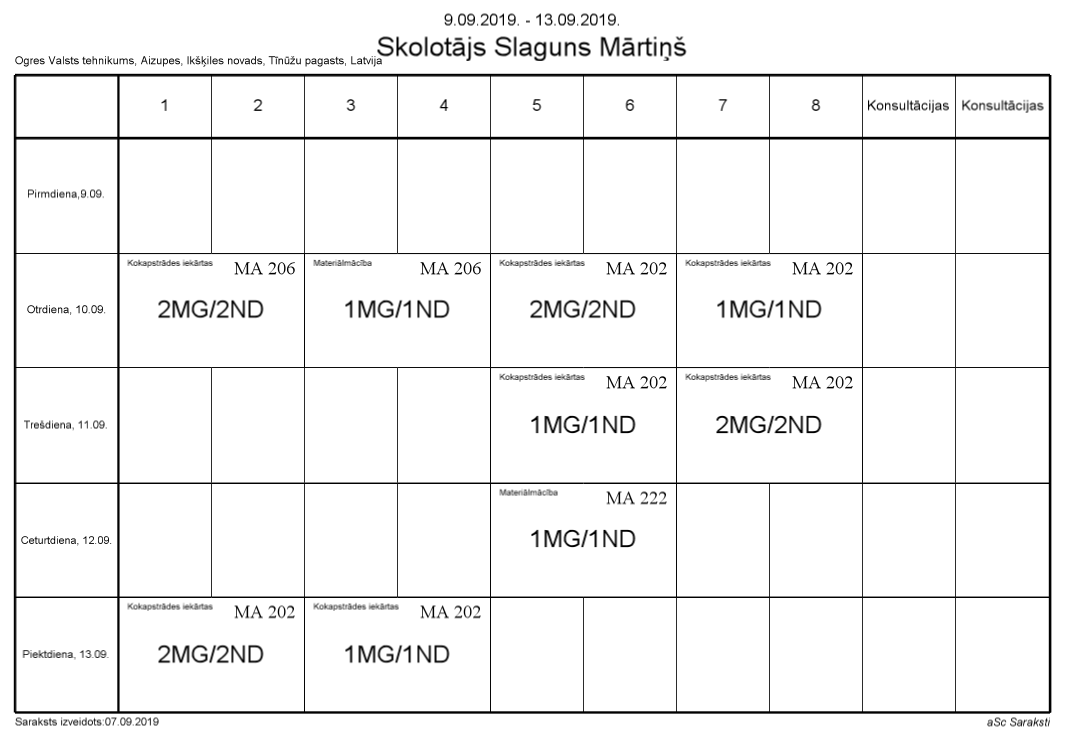 9.09.2019. - 13.09.2019.
Skolotājs Slaguns Mārtiņš
Ogres Valsts tehnikums, Aizupes, Ikšķiles novads, Tīnūžu pagasts, Latvija
1 2 3 4 5 6 7 8 Konsultācijas Konsultācijas
Pirmdiena,9.09.
Kokapstrādes iekārtas MA 206 Materiālmācība MA 206 Kokapstrādes iekārtas MA 202 Kokapstrādes iekārtas MA 202
Otrdiena, 10.09. 2MG/2ND 1MG/1ND 2MG/2ND 1MG/1ND
Kokapstrādes iekārtas MA 202 Kokapstrādes iekārtas MA 202
Trešdiena, 11.09. 1MG/1ND 2MG/2ND
Materiālmācība MA 222
Ceturtdiena, 12.09. 1MG/1ND
Kokapstrādes iekārtas MA 202 Kokapstrādes iekārtas MA 202
Piektdiena, 13.09. 2MG/2ND 1MG/1ND
Saraksts izveidots:07.09.2019 aSc Saraksti